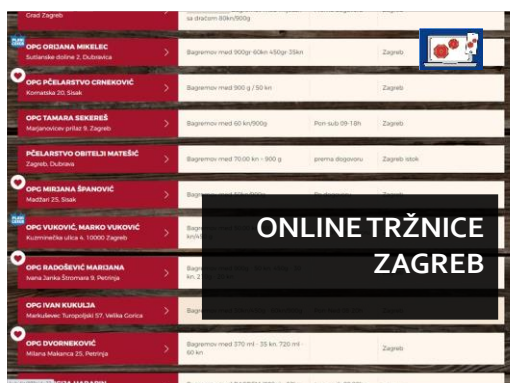 Grad Zagreb
sa draćom 80kn/900g
OPG ORIJANA MIKELEC
Sutlanske doline 2, Dubravica
Bagremov med 900gr-60kn 450gr 35kn
Zagreb
OPG PČELARSTVO CRNEKOVIĆ
Komatske 20, Sisak
Bagremov med 900 g / 50 kn
Zagreb
OPG TAMARA SEKEREŠ
Marjanovićev prilaz 9, Zagreb
Bagremov med 60 kn/900g
Pon-sub 09-18h
Zagreb
PČELARSTVO OBITELJI MATEŠIĆ
Zagreb, Dubrava
Bagremov med 70.00 kn - 900 g
prema dogovoru
Zagreb istok
OPG MIRJANA ŠPANOVIĆ
Madžari 25, Sisak
OPG VUKOVIĆ, MARKO VUKOVIĆ
Kuzminečka ulica 4, 10000 Zagreb
OPG RADOŠEVIĆ MARIJANA
Ivana Janka Štromara 9, Petrinja
OPG IVAN KUKULJA
Markuševec Turopoljski 57, Velika Gorica
OPG DVORNEKOVIĆ
Milana Makanca 25, Petrinja
Bagremov med 370 ml - 35 kn, 720 ml -
60 kn
Zagreb
ONLINE TRŽNICE
ZAGREB